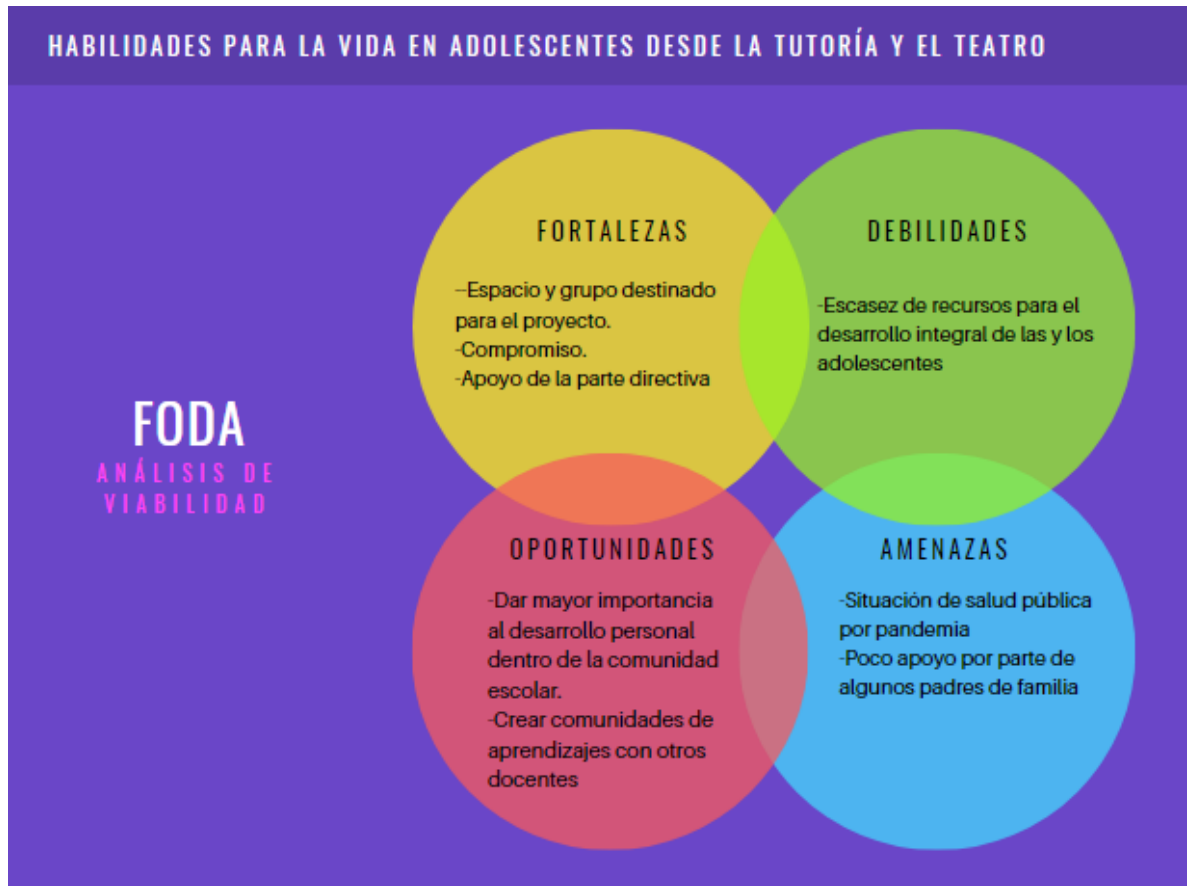 HABILIDADES PARA LA VIDA EN ADOLESCENTES DESDE LA TUTORÍA Y EL TEATRO
FODA
ANÁLISIS DE
VIABILIDAD
FORTALEZAS
--Espacio y grupo destinado
para el proyecto.
-Compromiso.
-Apoyo de la parte directiva
DEBILIDADES
-Escasez de recursos para el
desarrollo integral de las y los
adolescentes
OPORTUNIDADES
-Dar mayor importancia
al desarrollo personal
dentro de la comunidad
escolar.
-Crear comunidades de
aprendizajes con otros
docentes
AMENAZAS
-Situación de salud pública
por pandemia
-Poco apoyo por parte de
algunos padres de familia